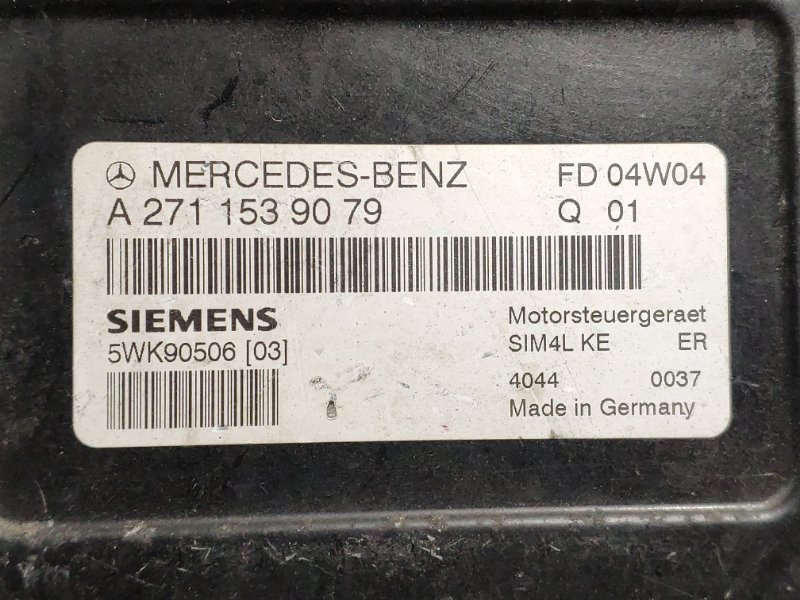 MERCEDES-BENZ FD 04W04
A 271 153 90 79 Q 01
SIEMENS Motorsteuergeraet
5WK90506 [03] SIM4L KE ER
4044 0037
Made in Germany